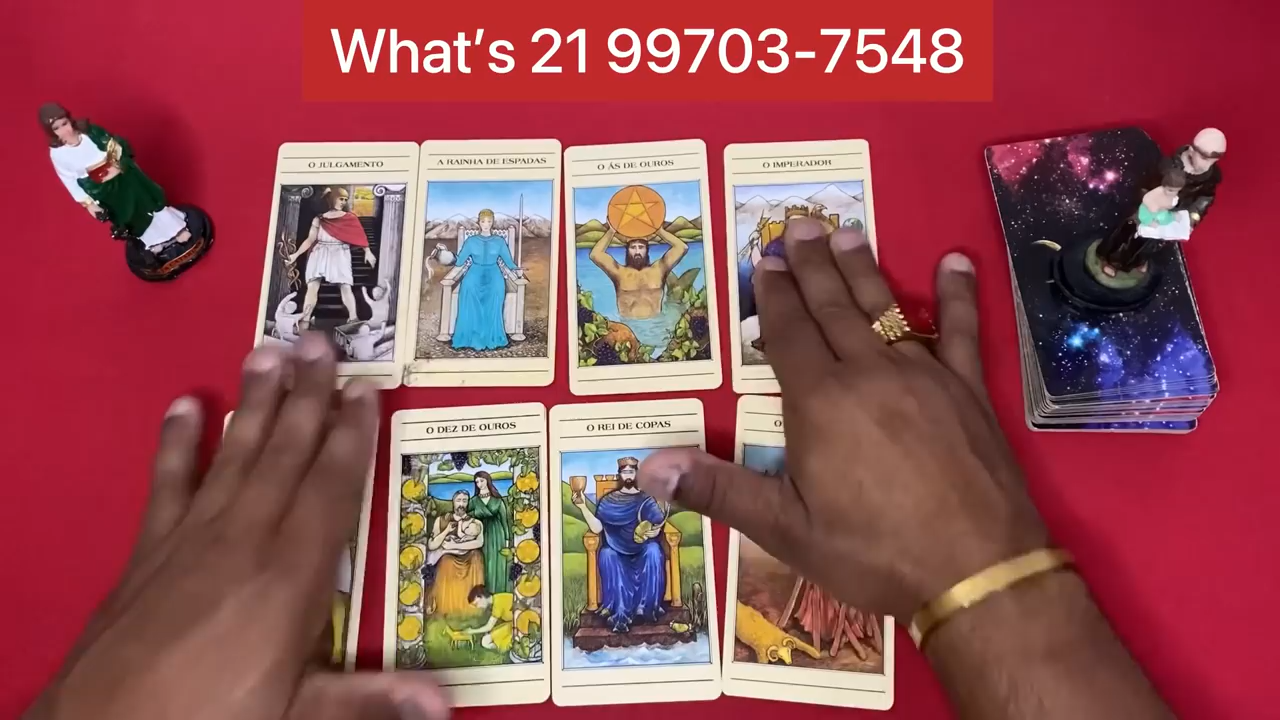 What's 21 99703-7548
O JULGAMENTO
A RAINHA DE ESPADAS
O ÁS DE OUROS
O IMPERADOR
O DEZ DE OUROS
O REI DE COPAS
O